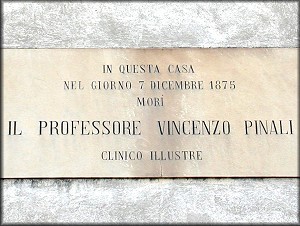 IN QUESTA CASA
NEL GIORNO 7 DICEMBRE 1875
MORÌ
IL PROFESSORE VINCENZO PINALI
CLINICO ILLUSTRE